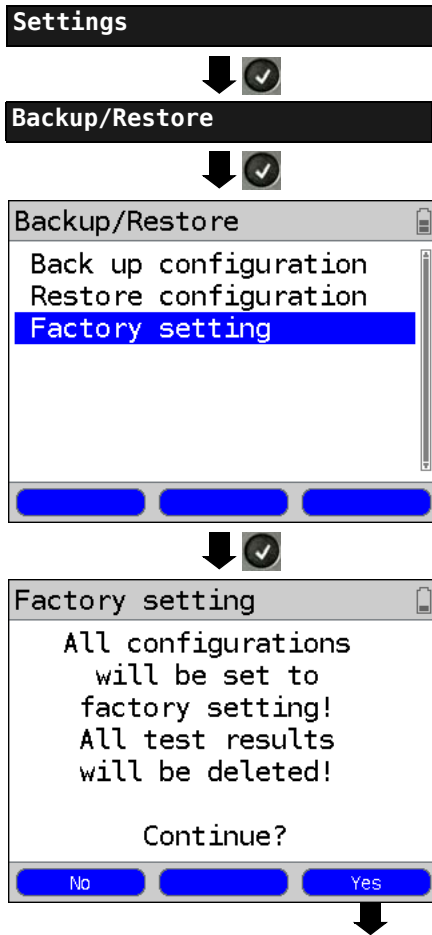 Settings
Backup/Restore
Backup/Restore
Back up configuration
Restore configuration
Factory setting
Factory setting
All configurations
will be set to
factory setting!
All test results
will be deleted!
Continue?
No Yes